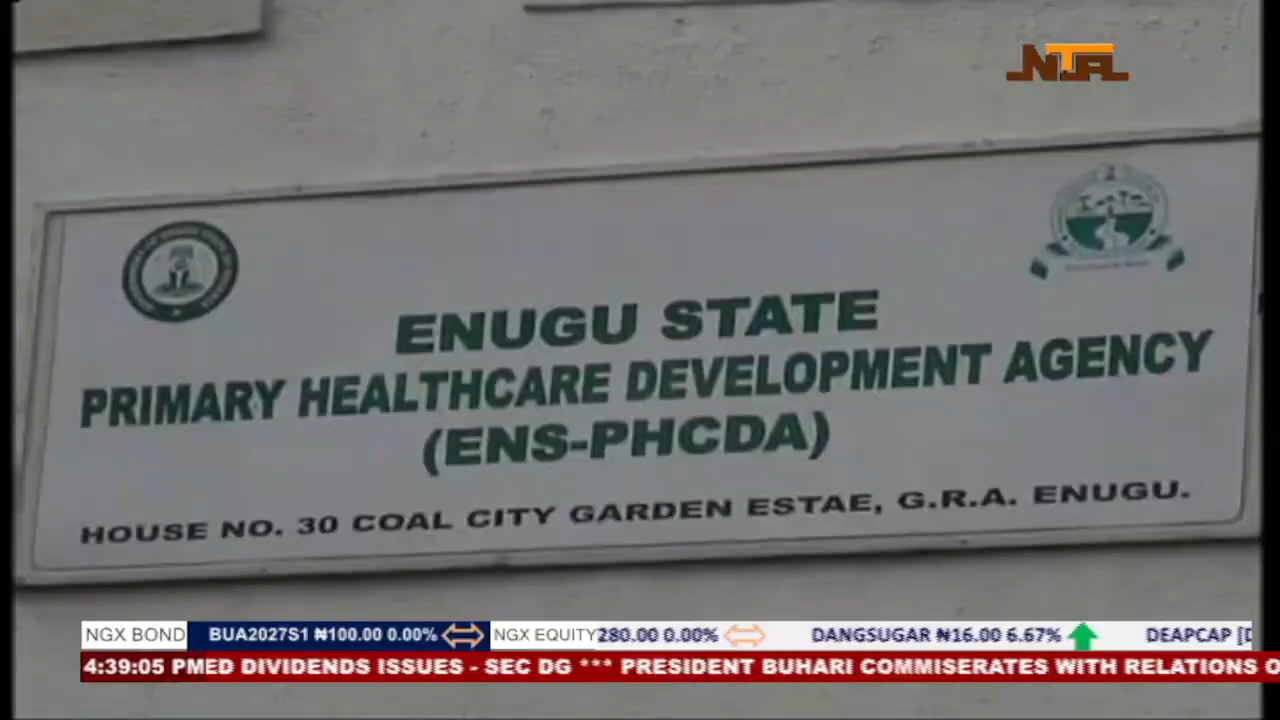 NTA
ENUGU STATE
PRIMARY HEALTHCARE DEVELOPMENT AGENCY
(ENS-PHCDA)
HOUSE NO. 30 COAL CITY GARDEN ESTAE, G.R.A. ENUGU.
NGX BOND BUA2027S1 ₦100.00 0.00% NGX EQUITY 280.00 0.00% DANGSUGAR ₦16.00 6.67% DEAPCAP [
4:39:05 PMED DIVIDENDS ISSUES - SEC DG *** PRESIDENT BUHARI COMMISERATES WITH RELATIONS O